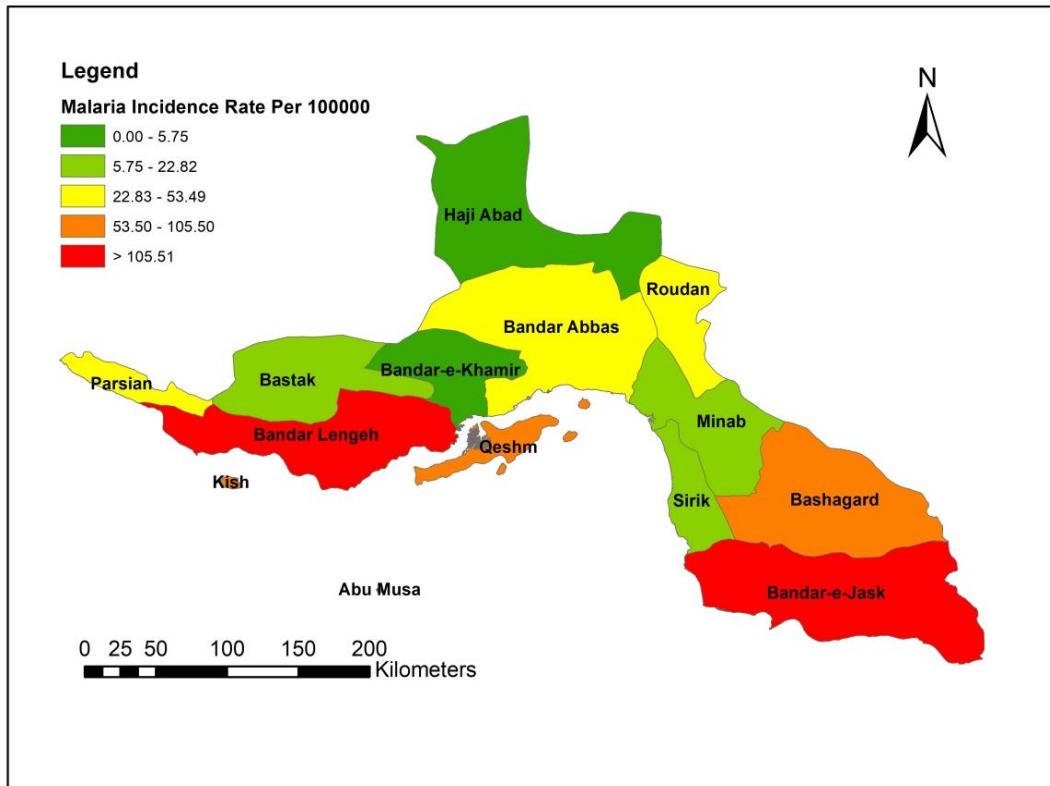 Legend
Malaria Incidence Rate Per 100000
0.00 - 5.75
5.75 - 22.82
22.83 - 53.49
53.50 - 105.50
> 105.51
N
Haji Abad
Roudan
Bandar Abbas
Bandar-e-Khamir
Parsian
Bastak
Minab
Bandar Lengeh
Qeshm
Kish
Sirik
Bashagard
Abu Musa
Bandar-e-Jask
0 25 50 100 150 200
Kilometers